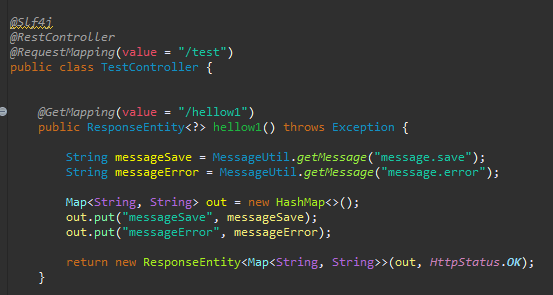 @Slf4j
@RestController
@RequestMapping(value = "/test")
public class TestController {
@GetMapping(value = "/hellow1")
public ResponseEntity<?> hellow1() throws Exception {
String messageSave = MessageUtil.getMessage("message.save");
String messageError = MessageUtil.getMessage("message.error");
Map<String, String> out = new HashMap<>();
out.put("messageSave", messageSave);
out.put("messageError", messageError);
return new ResponseEntity<Map<String, String>>(out, HttpStatus.OK);
}